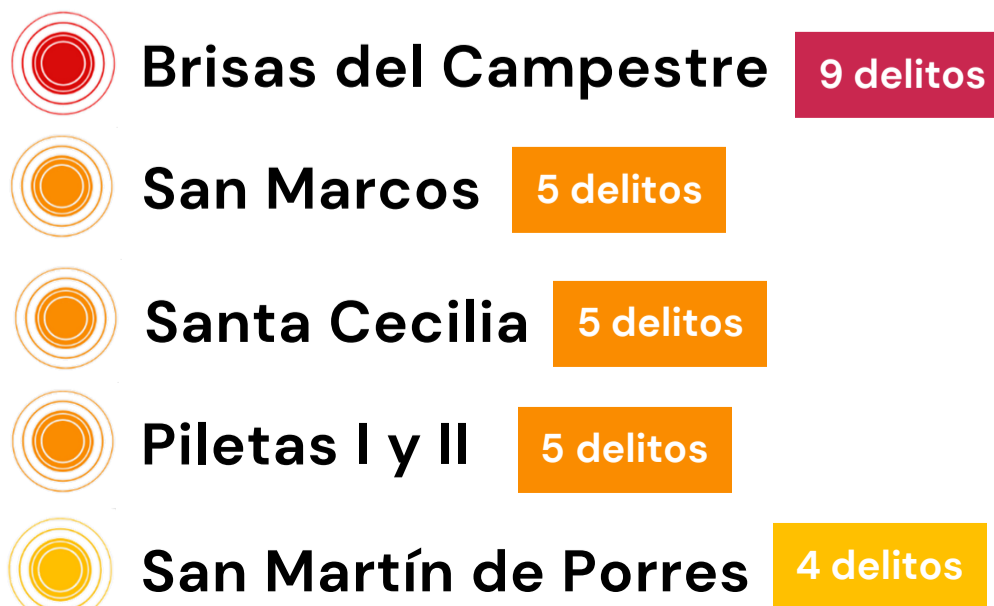 Brisas del Campestre 9 delitos
San Marcos 5 delitos
Santa Cecilia 5 delitos
Piletas I y II 5 delitos
San Martín de Porres 4 delitos